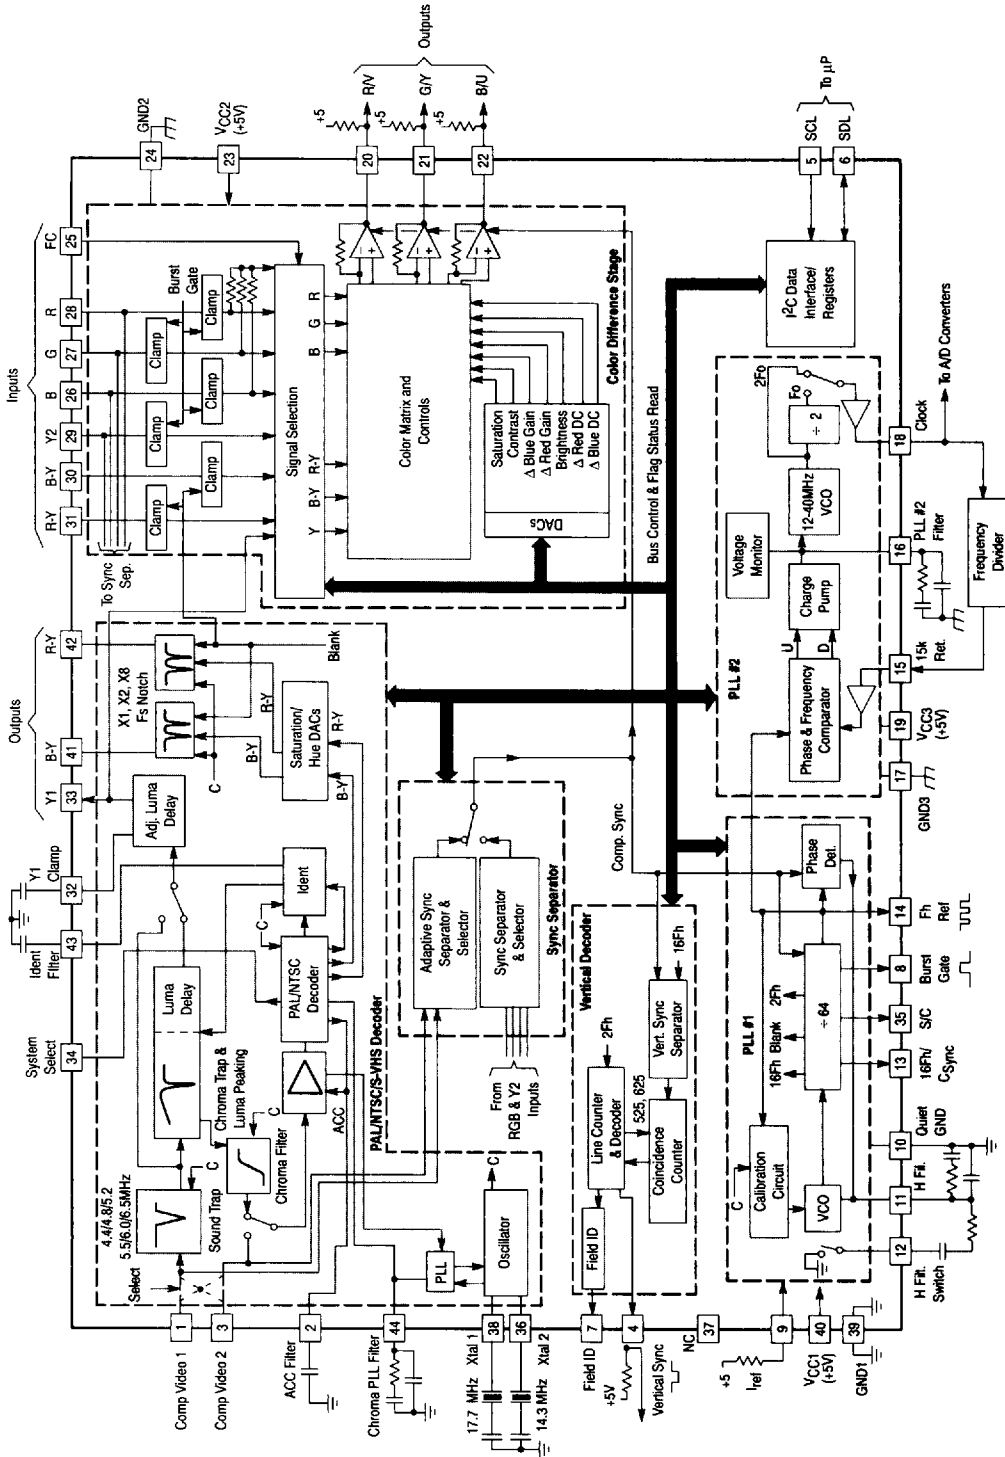 Inputs
Outputs
System
Select
34
Ident
Filter
43
Y1
Clamp
32
Y1
33
B-Y
41
R-Y
42
R-Y
31
B-Y
30
Y2
29
B
26
G
27
R
28
FC
25
GND2
24
VCC2
(+5V)
23
+5
20
R/V
+5
21
G/Y
+5
22
B/U
Outputs
To µP
SCL
5
SDL
6
To Sync
Sep.
Clamp
Clamp
Clamp
Clamp
Clamp
Clamp
Burst
Gate
Signal Selection
Y
B-Y
R-Y
B
G
R
Color Matrix and
Controls
DACs
Saturation
Contrast
Δ Blue Gain
Δ Red Gain
Brightness
Δ Red DC
Δ Blue DC
Color Difference Stage
Select
4.4/4.8/5.2
5.5/6.0/6.5MHz
Sound Trap
C
Luma
Delay
Chroma Trap &
Luma Peaking
C
Chroma Filter
ACC
PAL/NTSC
Decoder
C
Ident
Adj. Luma
Delay
X1, X2, X8
Fs Notch
C
Blank
B-Y
R-Y
Saturation/
Hue DACs
B-Y
R-Y
PAL/NTSC/S-VHS Decoder
PLL
Oscillator
C
Comp Video 1
1
Comp Video 2
3
ACC Filter
2
Chroma PLL Filter
44
17.7 MHz
Xtal 1
38
14.3 MHz
Xtal 2
36
Adaptive Sync
Separator &
Selector
Sync Separator
& Selector
Sync Separator
From
RGB & Y2
Inputs
Comp. Sync
Bus Control & Flag Status Read
I2C Data
Interface/
Registers
Vertical Decoder
2Fh
Line Counter
& Decoder
Field ID
525, 625
Coincidence
Counter
Vert. Sync
Separator
16Fh
Field ID
7
+5V
4
Vertical Sync
NC
37
+5
Iref
9
VCC1
(+5V)
40
GND1
39
PLL #1
C
Calibration
Circuit
VCO
÷ 64
16Fh
Blank
2Fh
Phase
Det.
PLL #2
Phase & Frequency
Comparator
U
D
Charge
Pump
Voltage
Monitor
12-40MHz
VCO
÷ 2
Fo
2Fo
H Filt.
Switch
12
H Fil.
11
Quiet
GND
10
16Fh/
CSync
13
S/C
35
Burst
Gate
8
Fh
Ref
14
GND3
17
VCC3
(+5V)
19
15k
Ret.
15
PLL #2
Filter
16
Clock
18
To A/D Converters
Frequency
Divider